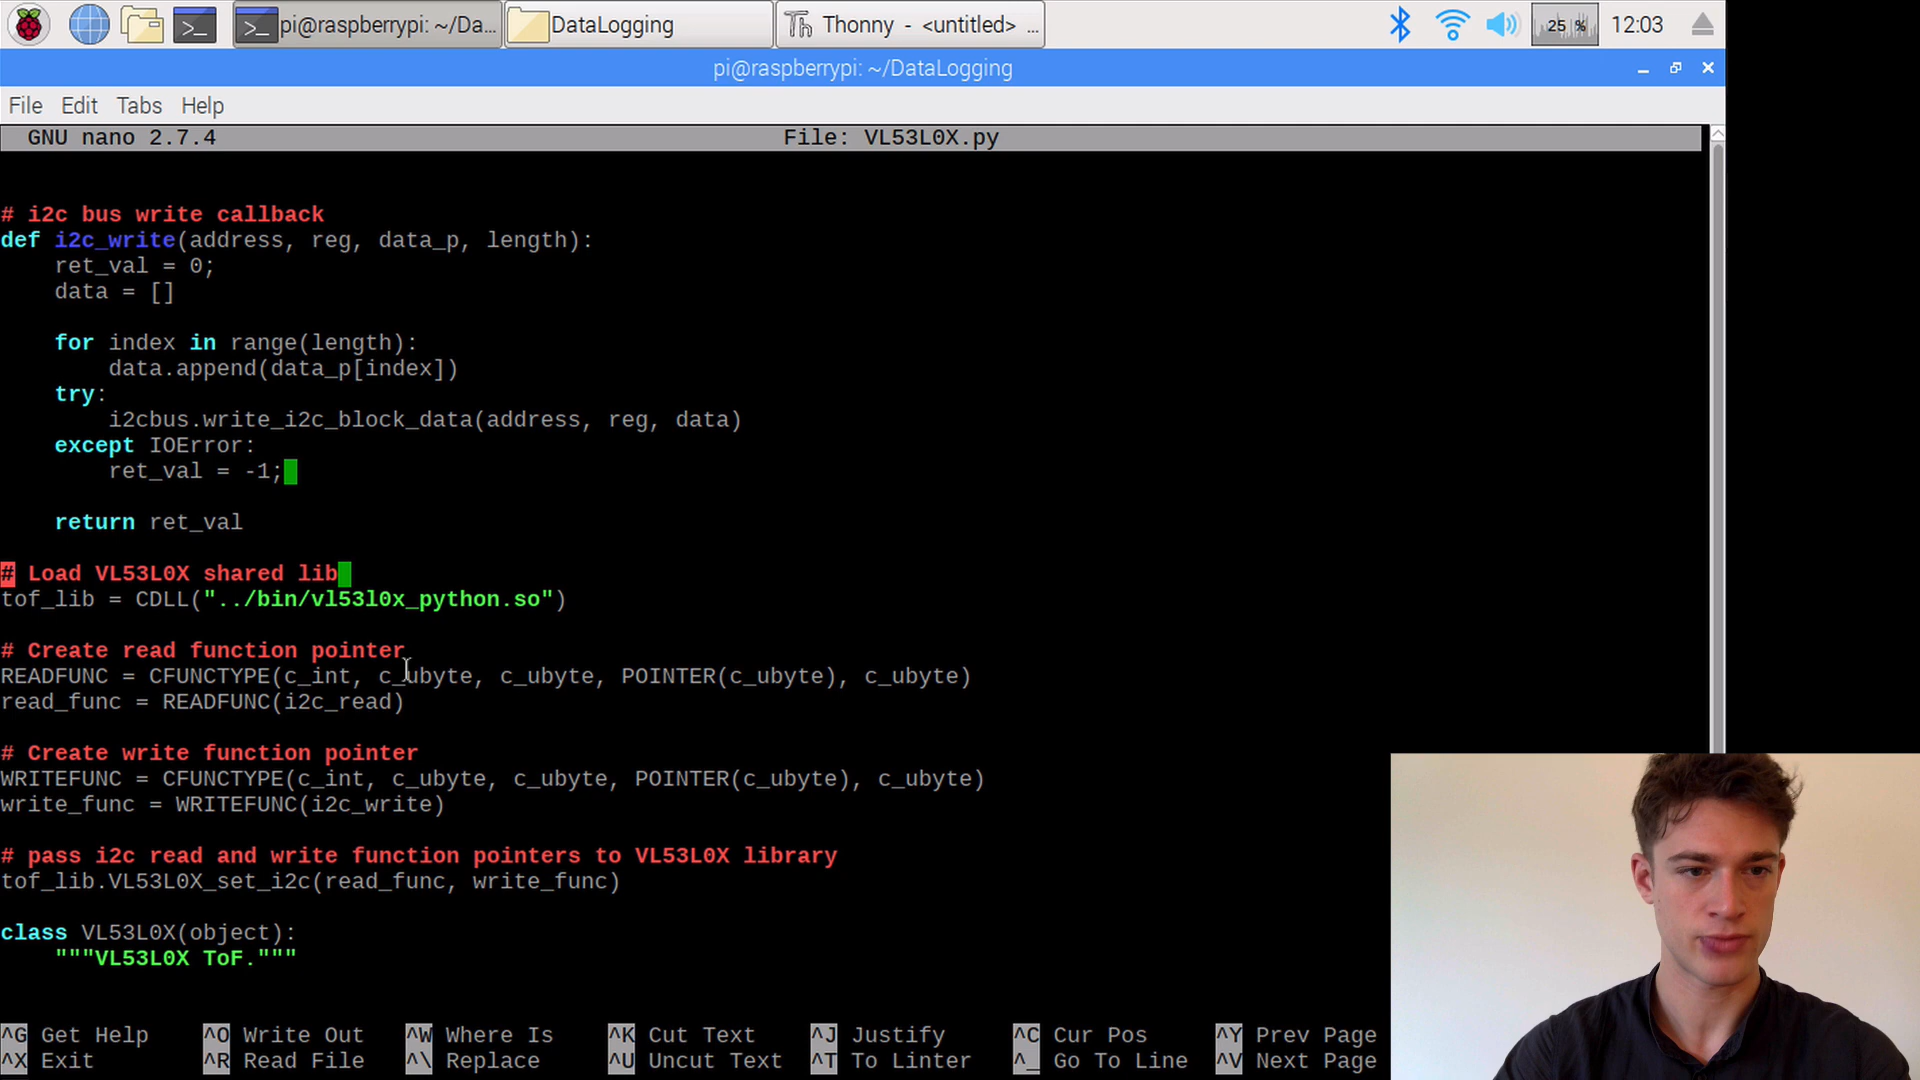 pi@raspberrypi: ~/Da...
DataLogging
Thonny - <untitled> ...
25 %
12:03
pi@raspberrypi: ~/DataLogging
File Edit Tabs Help
GNU nano 2.7.4 File: VL53L0X.py
# i2c bus write callback
def i2c_write(address, reg, data_p, length):
    ret_val = 0;
    data = []
    for index in range(length):
        data.append(data_p[index])
    try:
        i2cbus.write_i2c_block_data(address, reg, data)
    except IOError:
        ret_val = -1;
    return ret_val
# Load VL53L0X shared lib
tof_lib = CDLL("../bin/vl53l0x_python.so")
# Create read function pointer
READFUNC = CFUNCTYPE(c_int, c_ubyte, c_ubyte, POINTER(c_ubyte), c_ubyte)
read_func = READFUNC(i2c_read)
# Create write function pointer
WRITEFUNC = CFUNCTYPE(c_int, c_ubyte, c_ubyte, POINTER(c_ubyte), c_ubyte)
write_func = WRITEFUNC(i2c_write)
# pass i2c read and write function pointers to VL53L0X library
tof_lib.VL53L0X_set_i2c(read_func, write_func)
class VL53L0X(object):
    """VL53L0X ToF."""
^G Get Help ^O Write Out ^W Where Is ^K Cut Text ^J Justify ^C Cur Pos ^Y Prev Page
^X Exit ^R Read File ^\ Replace ^U Uncut Text ^T To Linter ^_ Go To Line ^V Next Page